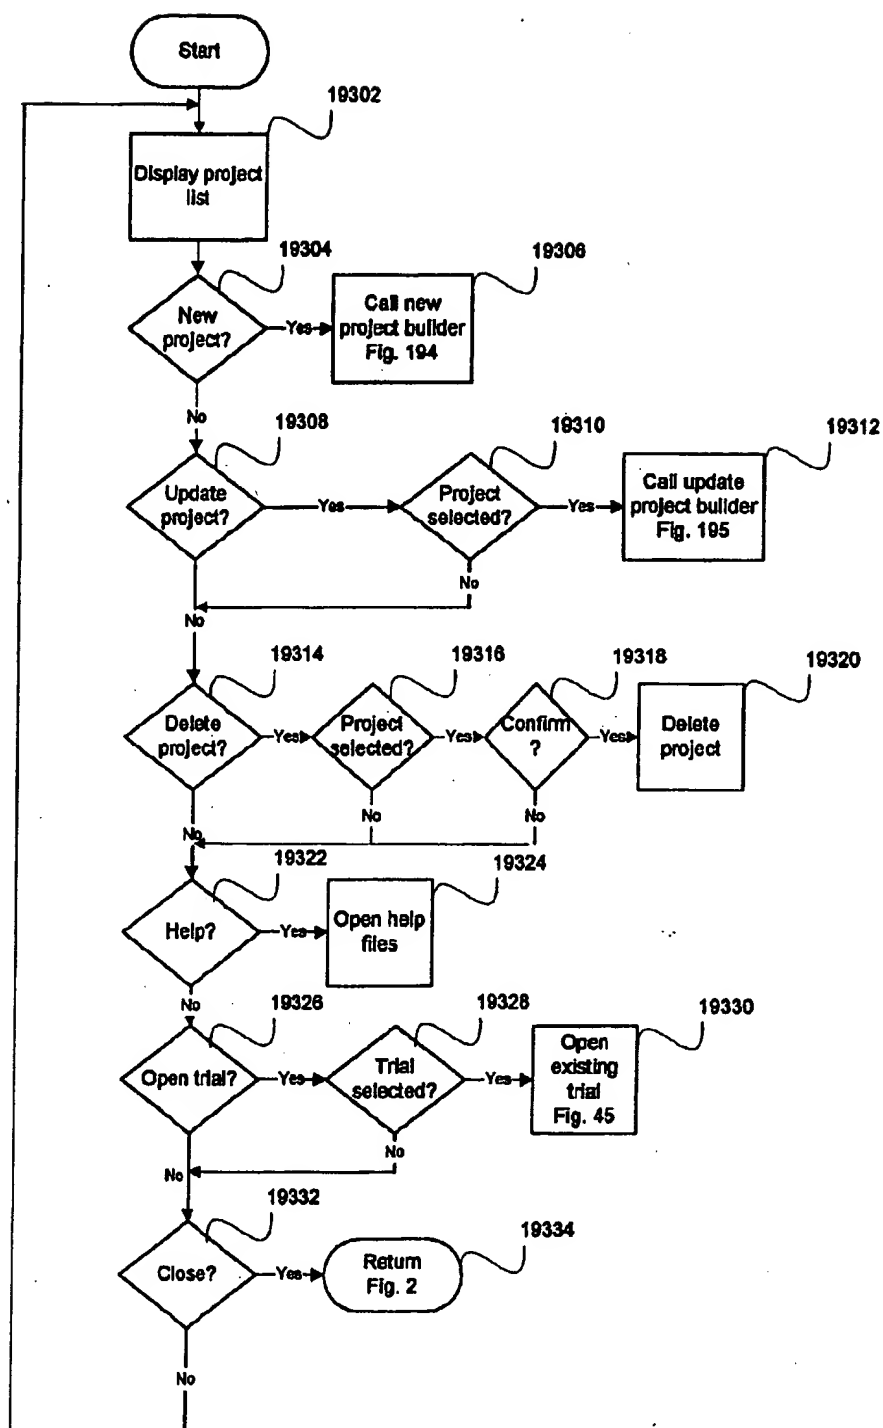 Start
19302
Display project
list
19304
19306
New
project?
Yes
Call new
project builder
Fig. 194
No
19308
19310
19312
Update
project?
Yes
Project
selected?
Yes
Call update
project builder
Fig. 195
No
No
19314
19316
19318
19320
Delete
project?
Yes
Project
selected?
Yes
Confirm
?
Yes
Delete
project
No
No
No
19322
19324
Help?
Yes
Open help
files
No
19326
19328
19330
Open trial?
Yes
Trial
selected?
Yes
Open
existing
trial
Fig. 45
No
No
19332
19334
Close?
Yes
Return
Fig. 2
No